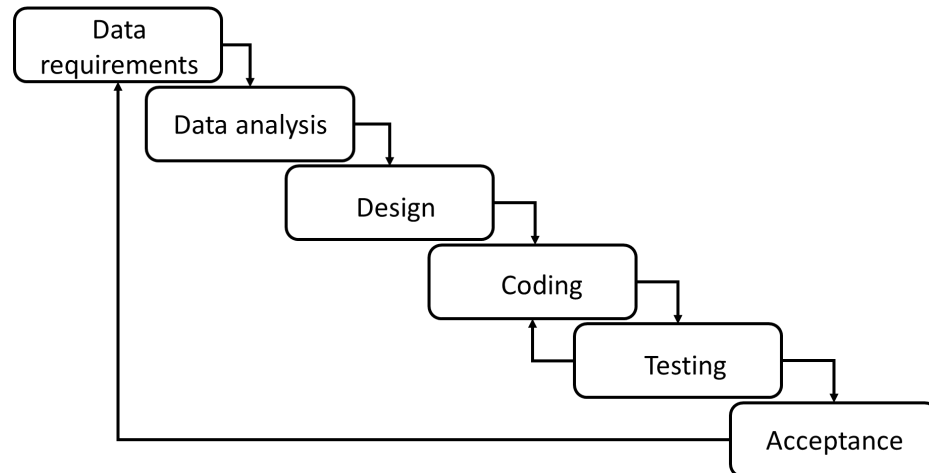 Data
requirements
Data analysis
Design
Coding
Testing
Acceptance